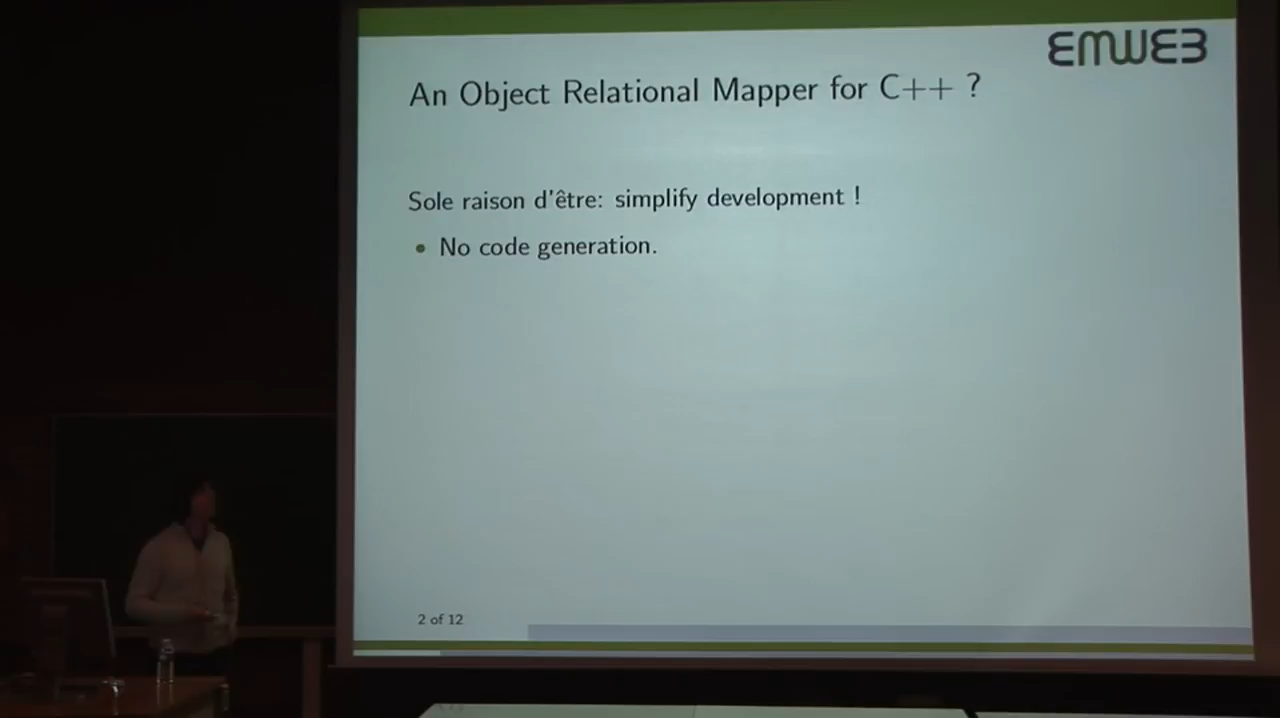 EMWEB
An Object Relational Mapper for C++ ?
Sole raison d'être: simplify development !
• No code generation.
2 of 12